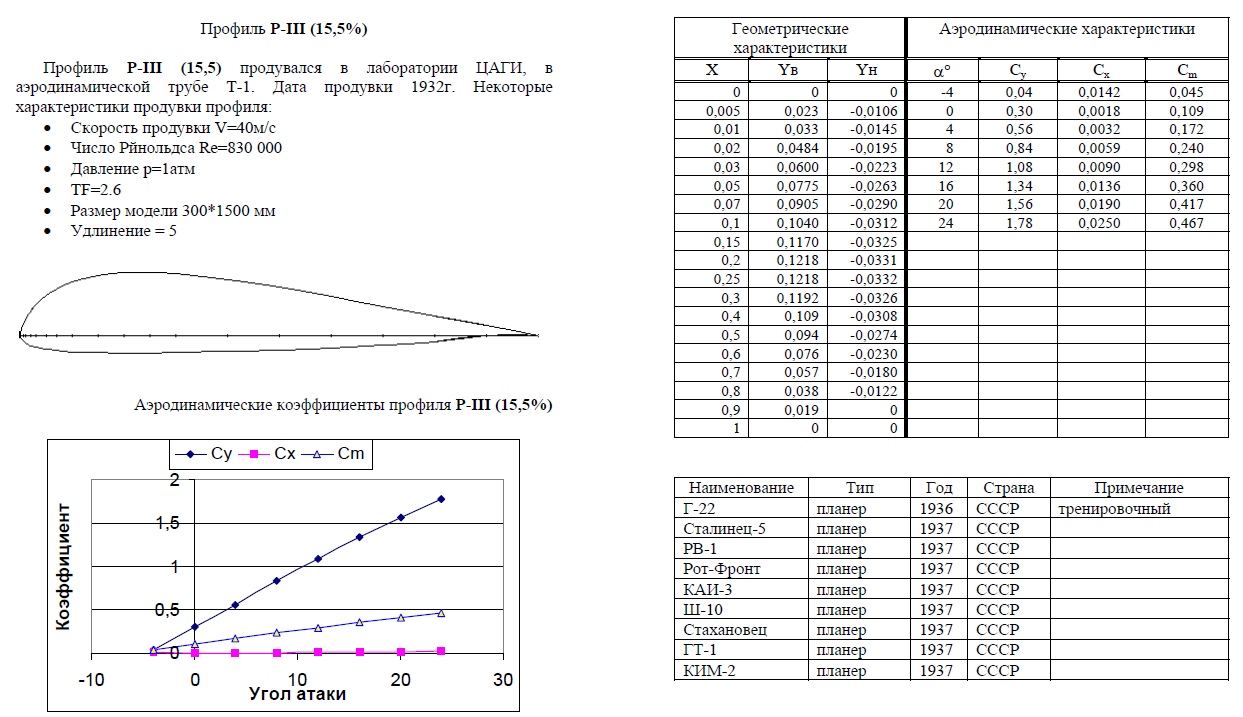 Профиль Р-III (15,5%)
Профиль Р-III (15,5) продувался в лаборатории ЦАГИ, в
аэродинамической трубе Т-1. Дата продувки 1932г. Некоторые
характеристики продувки профиля:
• Скорость продувки V=40м/с
• Число Рйнольдса Re=830 000
• Давление p=1атм
• TF=2.6
• Размер модели 300*1500 мм
• Удлинение = 5
Аэродинамические коэффициенты профиля Р-III (15,5%)
Cy Cx Cm
Коэффициент
2
1,5
1
0,5
0
-10 0 10 20 30
Угол атаки
Геометрические характеристики Аэродинамические характеристики
X Yв Yн α° Cy Cx Cm
0 0 0 -4 0,04 0,0142 0,045
0,005 0,023 -0,0106 0 0,30 0,0018 0,109
0,01 0,033 -0,0145 4 0,56 0,0032 0,172
0,02 0,0484 -0,0195 8 0,84 0,0059 0,240
0,03 0,0600 -0,0223 12 1,08 0,0090 0,298
0,05 0,0775 -0,0263 16 1,34 0,0136 0,360
0,07 0,0905 -0,0290 20 1,56 0,0190 0,417
0,1 0,1040 -0,0312 24 1,78 0,0250 0,467
0,15 0,1170 -0,0325
0,2 0,1218 -0,0331
0,25 0,1218 -0,0332
0,3 0,1192 -0,0326
0,4 0,109 -0,0308
0,5 0,094 -0,0274
0,6 0,076 -0,0230
0,7 0,057 -0,0180
0,8 0,038 -0,0122
0,9 0,019 0
1 0 0
Наименование Тип Год Страна Примечание
Г-22 планер 1936 СССР тренировочный
Сталинец-5 планер 1937 СССР
РВ-1 планер 1937 СССР
Рот-Фронт планер 1937 СССР
КАИ-3 планер 1937 СССР
Ш-10 планер 1937 СССР
Стахановец планер 1937 СССР
ГТ-1 планер 1937 СССР
КИМ-2 планер 1937 СССР